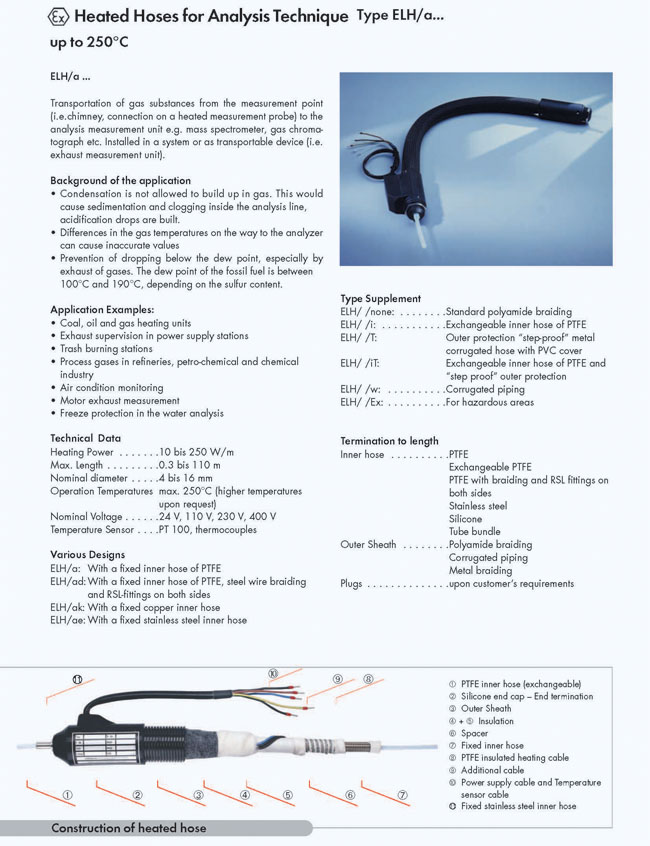 Ex Heated Hoses for Analysis Technique Type ELH/a...
up to 250°C
ELH/a ...
Transportation of gas substances from the measurement point
(i.e.chimney, connection on a heated measurement probe) to the
analysis measurement unit e.g. mass spectrometer, gas chroma-
tograph etc. Installed in a system or as transportable device (i.e.
exhaust measurement unit).
Background of the application
• Condensation is not allowed to build up in gas. This would
cause sedimentation and clogging inside the analysis line,
acidification drops are built.
• Differences in the gas temperatures on the way to the analyzer
can cause inaccurate values
• Prevention of dropping below the dew point, especially by
exhaust of gases. The dew point of the fossil fuel is between
100°C and 190°C, depending on the sulfur content.
Application Examples:
• Coal, oil and gas heating units
• Exhaust supervision in power supply stations
• Trash burning stations
• Process gases in refineries, petro-chemical and chemical
industry
• Air condition monitoring
• Motor exhaust measurement
• Freeze protection in the water analysis
Technical Data
Heating Power . . . . . . .10 bis 250 W/m
Max. Length . . . . . . . . .0.3 bis 110 m
Nominal diameter . . . . .4 bis 16 mm
Operation Temperatures max. 250°C (higher temperatures
upon request)
Nominal Voltage . . . . . .24 V, 110 V, 230 V, 400 V
Temperature Sensor . . . .PT 100, thermocouples
Various Designs
ELH/a: With a fixed inner hose of PTFE
ELH/ad: With a fixed inner hose of PTFE, steel wire braiding
and RSL-fittings on both sides
ELH/ak: With a fixed copper inner hose
ELH/ae: With a fixed stainless steel inner hose
Type Supplement
ELH/ /none: . . . . . . . .Standard polyamide braiding
ELH/ /i: . . . . . . . . . . .Exchangeable inner hose of PTFE
ELH/ /T: Outer protection “step-proof” metal
corrugated hose with PVC cover
ELH/ /iT: Exchangeable inner hose of PTFE and
“step proof” outer protection
ELH/ /w: . . . . . . . . . .Corrugated piping
ELH/ /Ex: . . . . . . . . . .For hazardous areas
Termination to length
Inner hose . . . . . . . . . .PTFE
Exchangeable PTFE
PTFE with braiding and RSL fittings on
both sides
Stainless steel
Silicone
Tube bundle
Outer Sheath . . . . . . . .Polyamide braiding
Corrugated piping
Metal braiding
Plugs . . . . . . . . . . . . . .upon customer’s requirements
⑪ ⑩ ⑨ ⑧
① ② ③ ④ ⑤ ⑥ ⑦
① PTFE inner hose (exchangeable)
② Silicone end cap – End termination
③ Outer Sheath
④ + ⑤ Insulation
⑥ Spacer
⑦ Fixed inner hose
⑧ PTFE insulated heating cable
⑨ Additional cable
⑩ Power supply cable and Temperature
sensor cable
⑪ Fixed stainless steel inner hose
Construction of heated hose